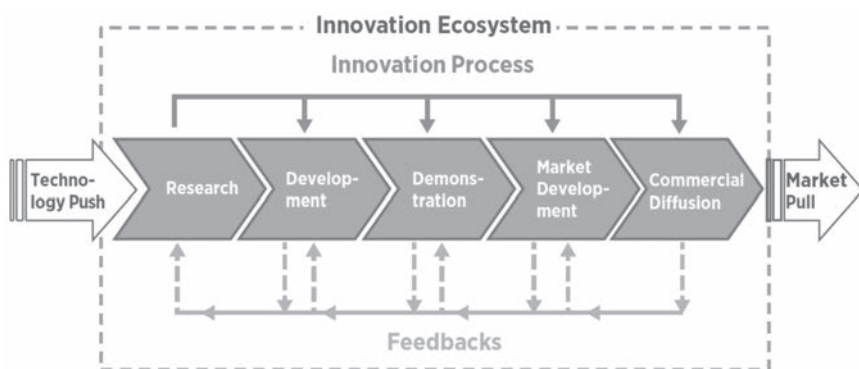 Innovation Ecosystem
Innovation Process
Techno-
logy Push
Research
Develop-
ment
Demons-
tration
Market
Develop-
ment
Commercial
Diffusion
Market
Pull
Feedbacks